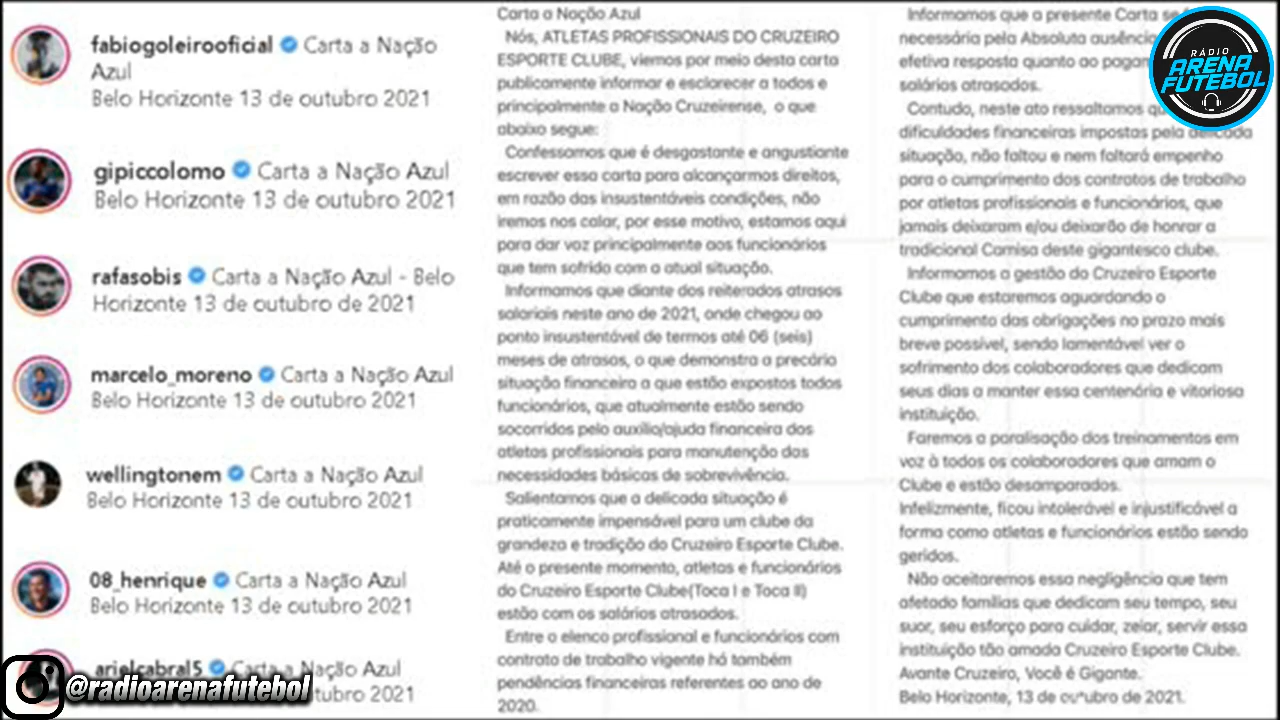 fabiogoleirooficial Carta a Nação
Azul
Belo Horizonte 13 de outubro 2021
gipiccolomo Carta a Nação Azul
Belo Horizonte 13 de outubro 2021
rafasobis Carta a Nação Azul - Belo
Horizonte 13 de outubro de 2021
marcelo_moreno Carta a Nação Azul
Belo Horizonte 13 de outubro 2021
wellingtonem Carta a Nação Azul
Belo Horizonte 13 de outubro 2021
08_henrique Carta a Nação Azul
Belo Horizonte 13 de outubro 2021
arielcabral5 Carta a Nação Azul
13 de outubro 2021
@radioarenafutebol
Carta a Nação Azul
Nós, ATLETAS PROFISSIONAIS DO CRUZEIRO
ESPORTE CLUBE, viemos por meio desta carta
publicamente informar e esclarecer a todos e
principalmente a Nação Cruzeirense, o que
abaixo segue:
Confessamos que é desgastante e angustiante
escrever essa carta para alcançarmos direitos,
em razão das insustentáveis condições, não
iremos nos calar, por esse motivo, estamos aqui
para dar voz principalmente aos funcionários
que tem sofrido com a atual situação.
Informamos que diante dos reiterados atrasos
salariais neste ano de 2021, onde chegou ao
ponto insustentável de termos até 06 (seis)
meses de atrasos, o que demonstra a precária
situação financeira a que estão expostos todos
funcionários, que atualmente estão sendo
socorridos pelo auxílio/ajuda financeira dos
atletas profissionais para manutenção das
necessidades básicas de sobrevivência.
Salientamos que a delicada situação é
praticamente impensável para um clube da
grandeza e tradição do Cruzeiro Esporte Clube.
Até o presente momento, atletas e funcionários
do Cruzeiro Esporte Clube(Toca I e Toca II)
estão com os salários atrasados.
Entre o elenco profissional e funcionários com
contrato de trabalho vigente há também
pendências financeiras referentes ao ano de
2020.
Informamos que a presente Carta se
necessária pela Absoluta ausência
efetiva resposta quanto ao
salários atrasados.
Contudo, neste ato ressaltamos
dificuldades financeiras impostas pela delicada
situação, não faltou e nem faltará empenho
para o cumprimento dos contratos de trabalho
por atletas profissionais e funcionários, que
jamais deixaram e/ou deixarão de honrar a
tradicional Camisa deste gigantesco clube.
Informamos a gestão do Cruzeiro Esporte
Clube que estaremos aguardando o
cumprimento das obrigações no prazo mais
breve possível, sendo lamentável ver o
sofrimento dos colaboradores que dedicam
seus dias a manter essa centenária e vitoriosa
instituição.
Faremos a paralisação dos treinamentos em
voz à todos os colaboradores que amam o
Clube e estão desamparados.
Infelizmente, ficou intolerável e injustificável a
forma como atletas e funcionários estão sendo
geridos.
Não aceitaremos essa negligência que tem
afetado famílias que dedicam seu tempo, seu
suor, seu esforço para cuidar, zelar, servir essa
instituição tão amada Cruzeiro Esporte Clube.
Avante Cruzeiro, Você é Gigante.
Belo Horizonte, 13 de outubro de 2021.
RÁDIO
ARENA
FUTEBOL